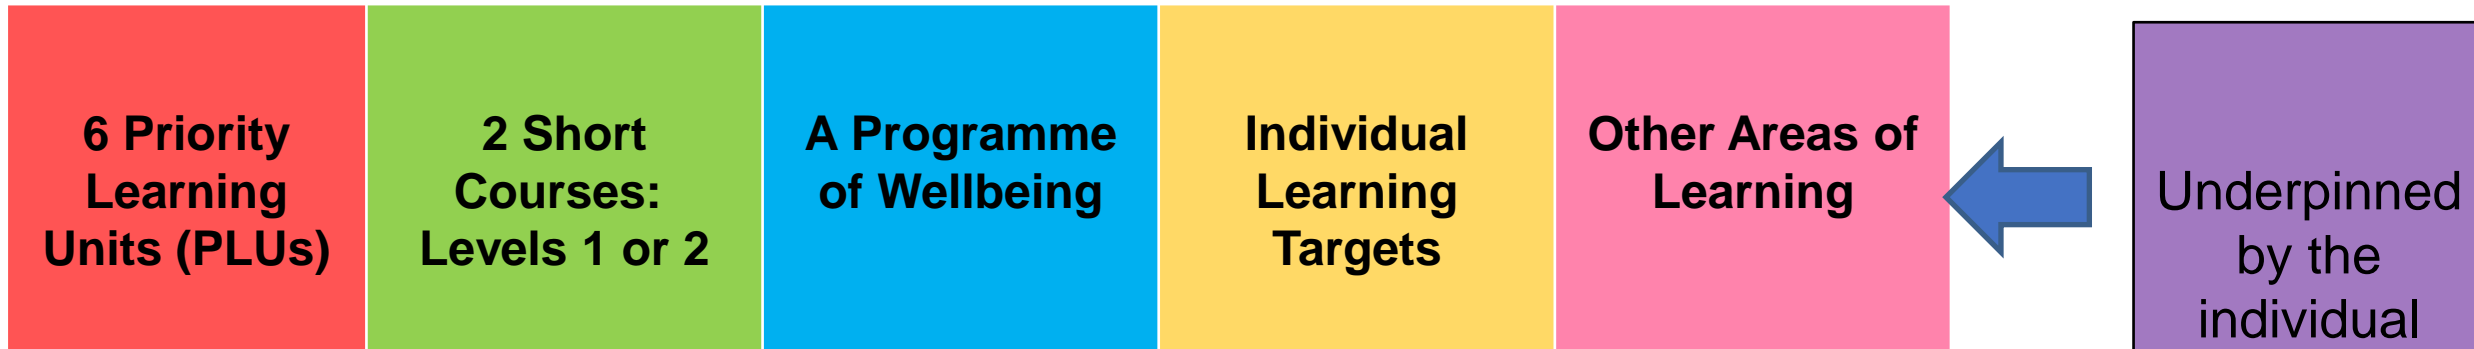 6 Priority
Learning
Units (PLUs)
2 Short
Courses:
Levels 1 or 2
A Programme
of Wellbeing
Individual
Learning
Targets
Other Areas of
Learning
Underpinned
by the
individual